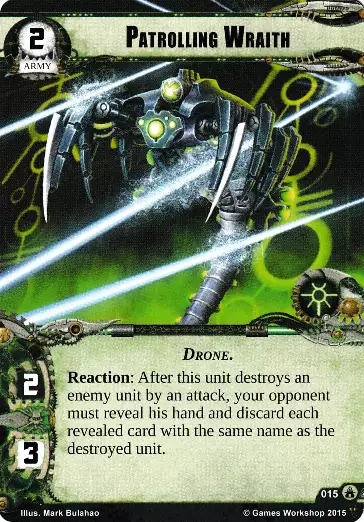 2
PATROLLING WRAITH
ARMY
DRONE.
2
Reaction: After this unit destroys an
enemy unit by an attack, your opponent
must reveal his hand and discard each
revealed card with the same name as the
destroyed unit.
3
015
Illus. Mark Bulahao
© Games Workshop 2015